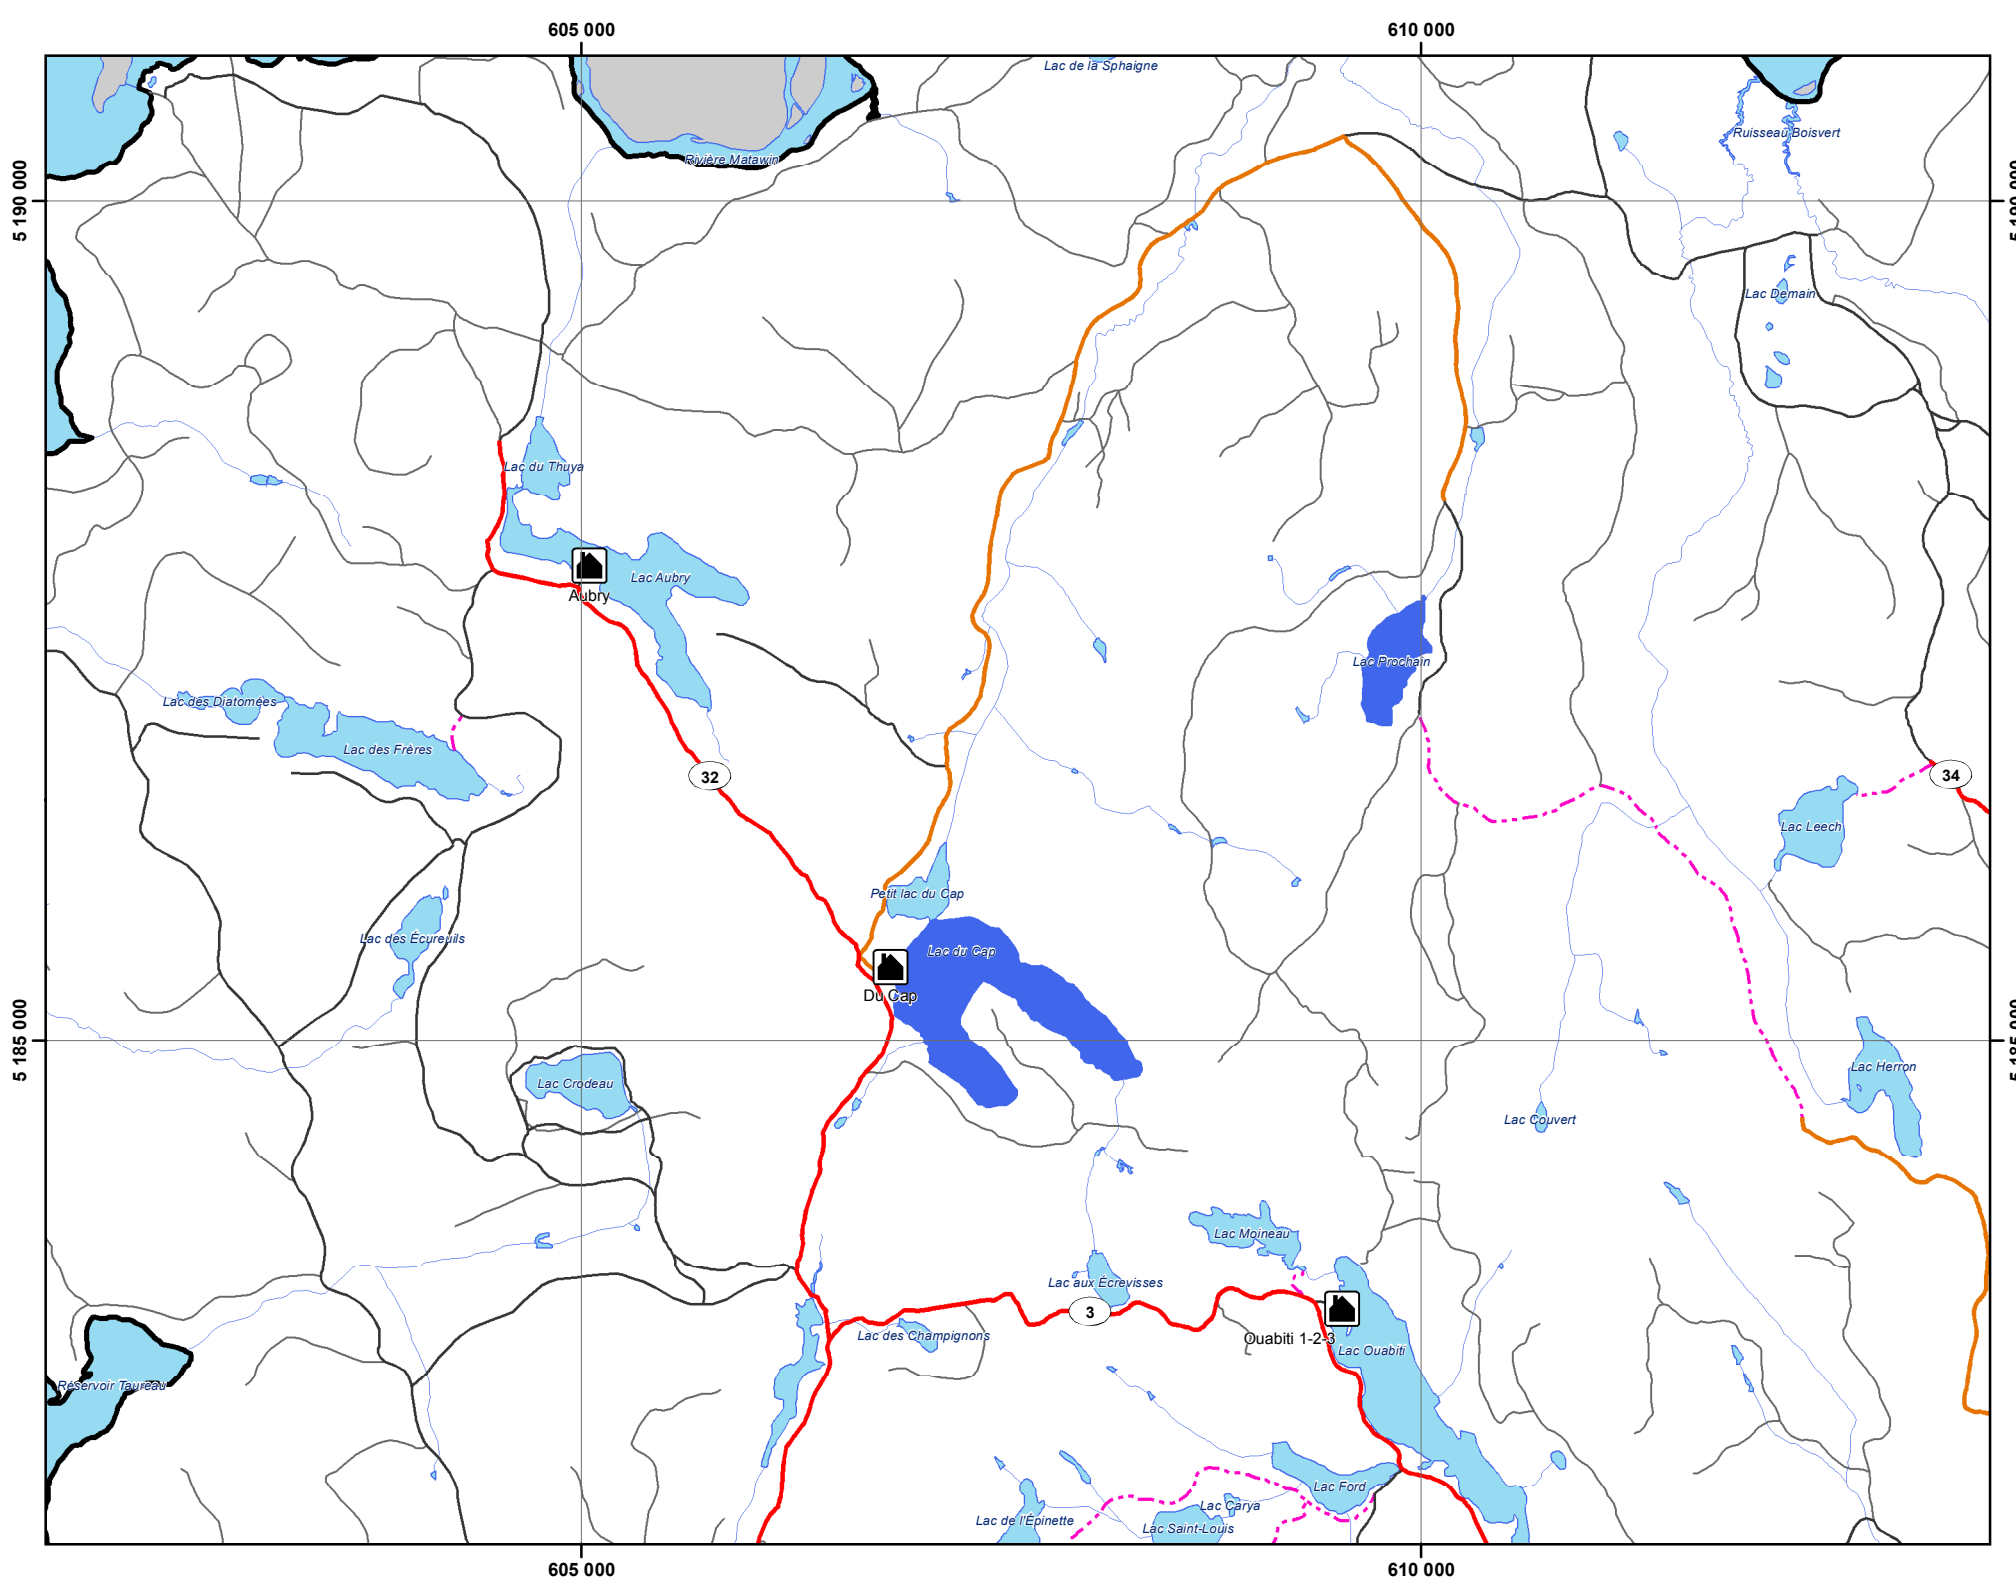 605 000
610 000
Lac de la Sphaigne
Ruisseau Boisvert
Rivière Matawin
5 190 000
Lac Demain
Lac du Thuya
Lac Aubry
Aubry
Lac Prochain
Lac des Diatomées
Lac des Frères
32
34
Lac Leech
Petit lac du Cap
Lac des Écureuils
Lac du Cap
Du Cap
5 185 000
Lac Herron
Lac Crodeau
Lac Couvert
Lac Moineau
Lac aux Écrevisses
3
Lac des Champignons
Ouabiti 1-2-3
Lac Ouabiti
Réservoir Taureau
Lac Ford
Lac Carya
Lac de l'Épinette
Lac Saint-Louis
605 000
610 000